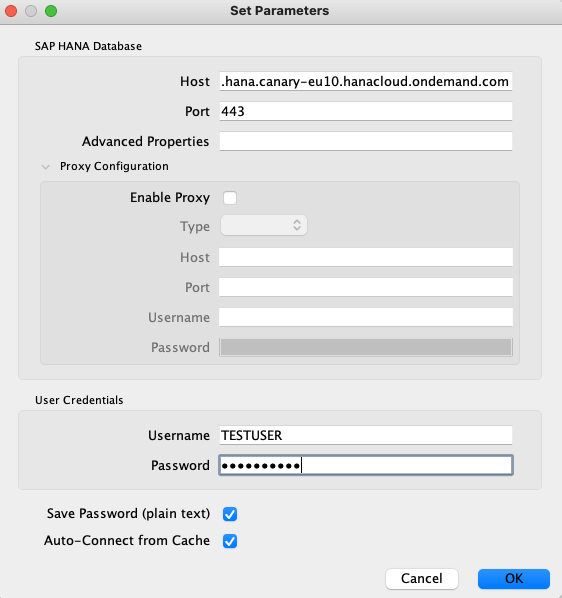 Set Parameters
SAP HANA Database
Host .hana.canary-eu10.hanacloud.ondemand.com
Port 443
Advanced Properties
Proxy Configuration
Enable Proxy
Type
Host
Port
Username
Password
User Credentials
Username TESTUSER
Password ●●●●●●●●●●
Save Password (plain text)
Auto-Connect from Cache
Cancel OK